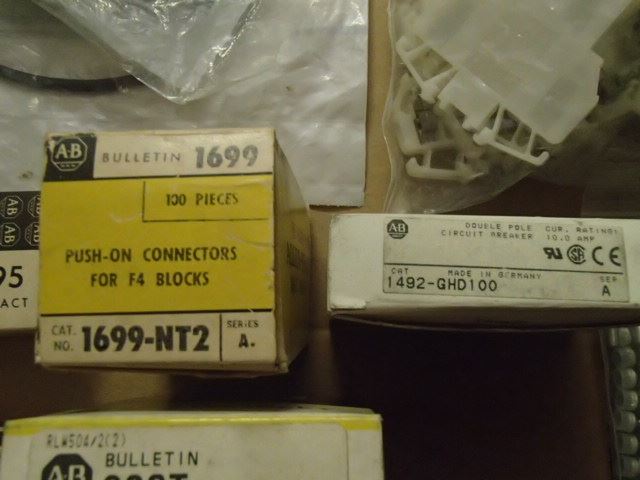 A-B BULLETIN 1699
100 PIECES
PUSH-ON CONNECTORS
FOR F4 BLOCKS
CAT. NO. 1699-NT2 SERIES A.
A-B DOUBLE POLE CUR. RATING:
CIRCUIT BREAKER 10.0 AMP
CE
CAT MADE IN GERMANY SER
1492-GHD100 A
AB
AB
95
ACT
RLW504/2(2)
A-B BULLETIN